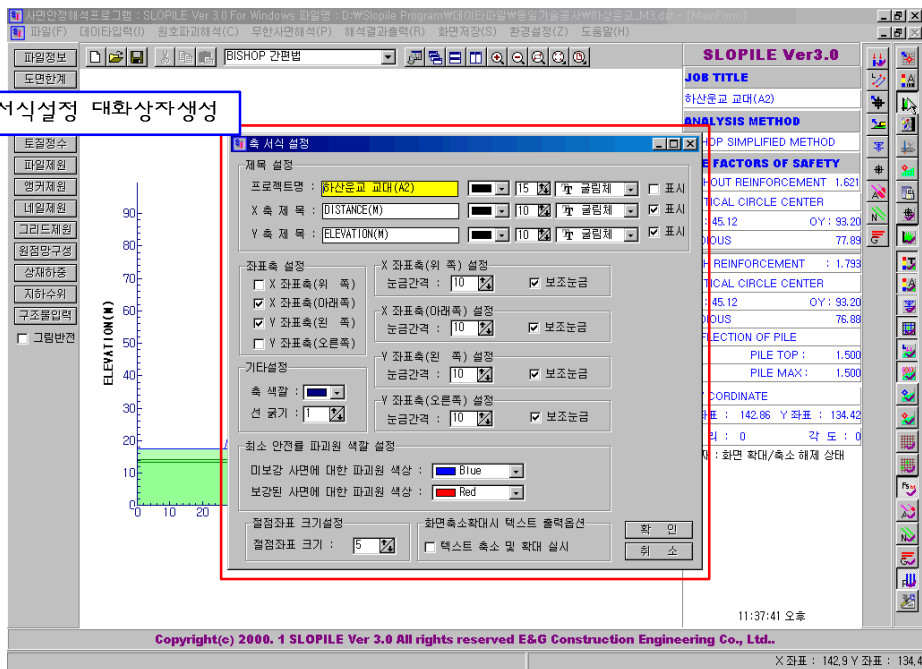 사면안정해석프로그램 : SLOPILE Ver 3.0 For Windows 파일명 : D:\Slopile Program\데이타파일\동일기술공사\하산운교_M3.dat - [MainForm]
파일(F) 데이타입력(I) 원호파괴해석(C) 무한사면해석(P) 해석결과출력(R) 화면저장(S) 환경설정(Z) 도움말(H)
파일정보
BISHOP 간편법
도면한계
서식설정 대화상자생성
토질정수
파일제원
앵커제원
네일제원
그리드제원
원점망구성
상재하중
지하수위
구조물입력
그림반전
ELEVATION(M)
90
80
70
60
50
40
30
20
10
0
0 10 20
축 서식 설정
제목 설정
프로젝트명 : 하산운교 교대(A2) 15 굴림체 표시
X 축 제 목 : DISTANCE(M) 10 굴림체 표시
Y 축 제 목 : ELEVATION(M) 10 굴림체 표시
좌표축 설정
X 좌표축(위 쪽)
X 좌표축(아래쪽)
Y 좌표축(왼 쪽)
Y 좌표축(오른쪽)
X 좌표축(위 쪽) 설정
눈금간격 : 10 보조눈금
X 좌표축(아래쪽) 설정
눈금간격 : 10 보조눈금
Y 좌표축(왼 쪽) 설정
눈금간격 : 10 보조눈금
Y 좌표축(오른쪽) 설정
눈금간격 : 10 보조눈금
기타설정
축 색깔 :
선 굵기 : 1
최소 안전률 파괴원 색깔 설정
미보강 사면에 대한 파괴원 색상 : Blue
보강된 사면에 대한 파괴원 색상 : Red
절점좌표 크기설정
절점좌표 크기 : 5
화면축소확대시 텍스트 출력옵션
텍스트 축소 및 확대 실시
확 인
취 소
SLOPILE Ver3.0
JOB TITLE
하산운교 교대(A2)
ANALYSIS METHOD
HOP SIMPLIFIED METHOD
FACTORS OF SAFETY
HOUT REINFORCEMENT 1.621
TICAL CIRCLE CENTER
: 45.12 OY : 93.20
DIOUS 77.89
H REINFORCEMENT : 1.793
TICAL CIRCLE CENTER
: 45.12 OY : 93.20
DIOUS 76.88
FLECTION OF PILE
PILE TOP : 1.500
PILE MAX : 1.500
CORDINATE
표 : 142.86 Y 좌표 : 134.42
리 : 0 각 도 : 0
재 : 화면 확대/축소 해제 상태
11:37:41 오후
Copyright(c) 2000. 1 SLOPILE Ver 3.0 All rights reserved E&G Construction Engineering Co., Ltd..
X 좌표 : 142,9 Y 좌표 : 134,4